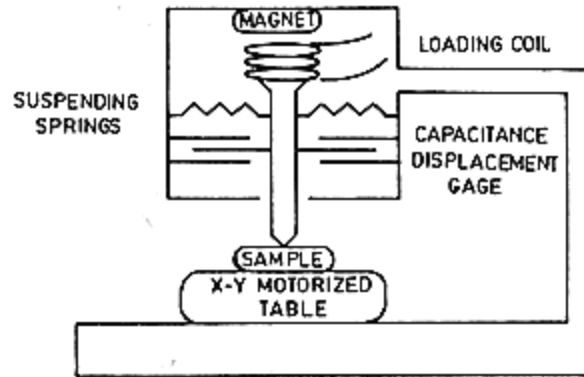 MAGNET
LOADING COIL
SUSPENDING
SPRINGS
CAPACITANCE
DISPLACEMENT
GAGE
SAMPLE
X-Y MOTORIZED
TABLE